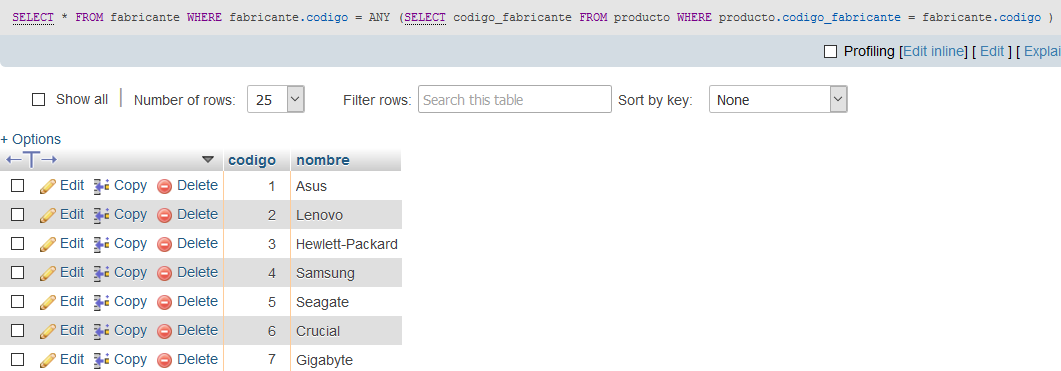 SELECT * FROM fabricante WHERE fabricante.codigo = ANY (SELECT codigo_fabricante FROM producto WHERE producto.codigo_fabricante = fabricante.codigo )
Profiling [Edit inline] [ Edit ] [ Explai
Show all Number of rows: 25 Filter rows: Search this table Sort by key: None
+ Options
←T→ codigo nombre
Edit Copy Delete 1 Asus
Edit Copy Delete 2 Lenovo
Edit Copy Delete 3 Hewlett-Packard
Edit Copy Delete 4 Samsung
Edit Copy Delete 5 Seagate
Edit Copy Delete 6 Crucial
Edit Copy Delete 7 Gigabyte